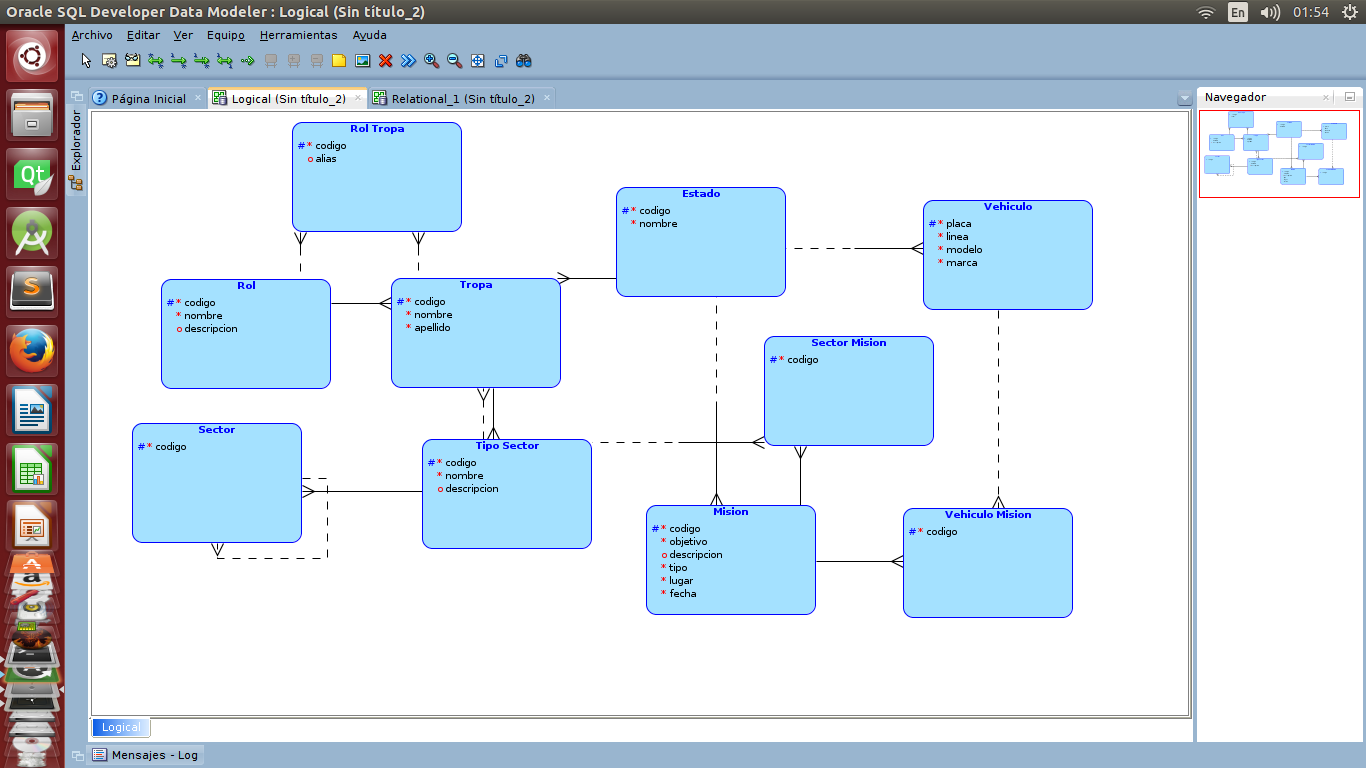 Oracle SQL Developer Data Modeler : Logical (Sin título_2)
En
01:54
Archivo Editar Ver Equipo Herramientas Ayuda
Página Inicial
Logical (Sin título_2)
Relational_1 (Sin título_2)
Navegador
Explorador
Rol Tropa
# * codigo
o alias
Estado
# * codigo
* nombre
Vehiculo
# * placa
* linea
* modelo
* marca
Rol
# * codigo
* nombre
o descripcion
Tropa
# * codigo
* nombre
* apellido
Sector Mision
# * codigo
Sector
# * codigo
Tipo Sector
# * codigo
* nombre
o descripcion
Mision
# * codigo
* objetivo
o descripcion
* tipo
* lugar
* fecha
Vehiculo Mision
# * codigo
Logical
Mensajes - Log